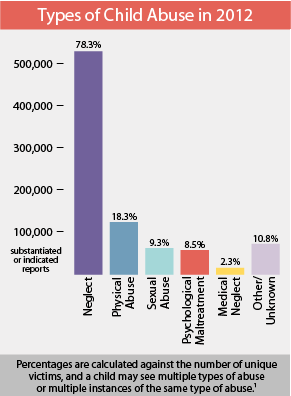 Types of Child Abuse in 2012
78.3%
500,000
400,000
300,000
200,000
18.3%
10.8%
9.3%
8.5%
100,000
2.3%
substantiated
or indicated
reports
Neglect
Physical
Abuse
Sexual
Abuse
Psychological
Maltreatment
Medical
Neglect
Other/
Unknown
Percentages are calculated against the number of unique
victims, and a child may see multiple types of abuse
or multiple instances of the same type of abuse.¹